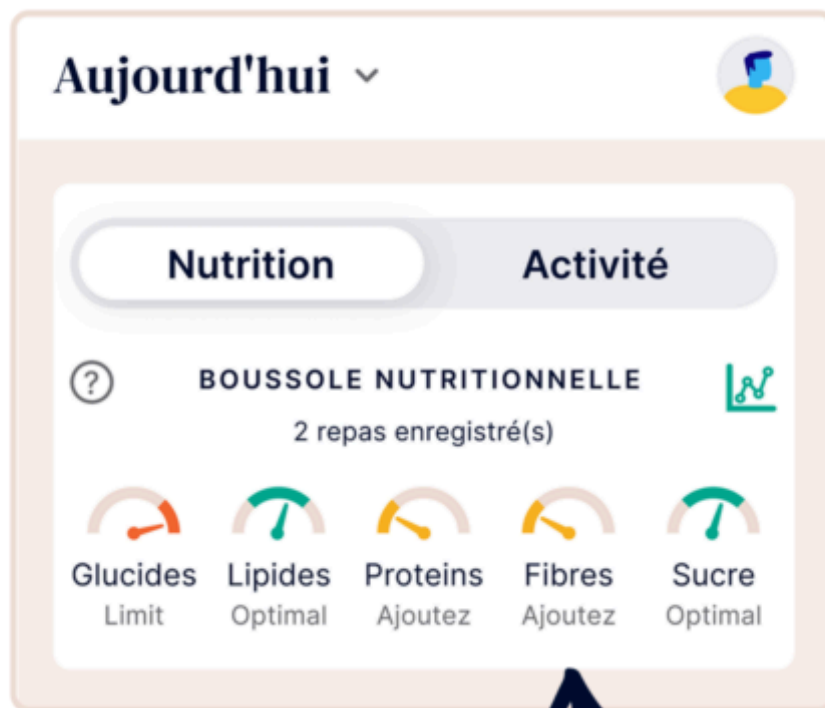 Aujourd'hui
Nutrition Activité
? BOUSSOLE NUTRITIONNELLE
2 repas enregistré(s)
Glucides Lipides Proteins Fibres Sucre
Limit Optimal Ajoutez Ajoutez Optimal